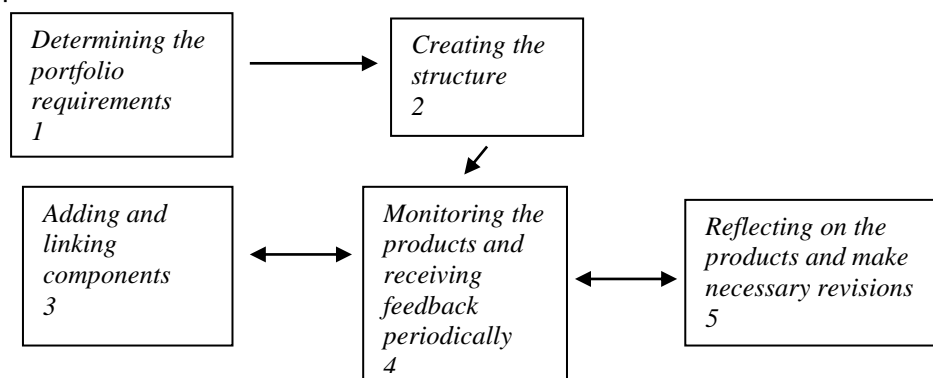 Determining the
portfolio
requirements
1
Creating the
structure
2
Adding and
linking
components
3
Monitoring the
products and
receiving
feedback
periodically
4
Reflecting on the
products and make
necessary revisions
5